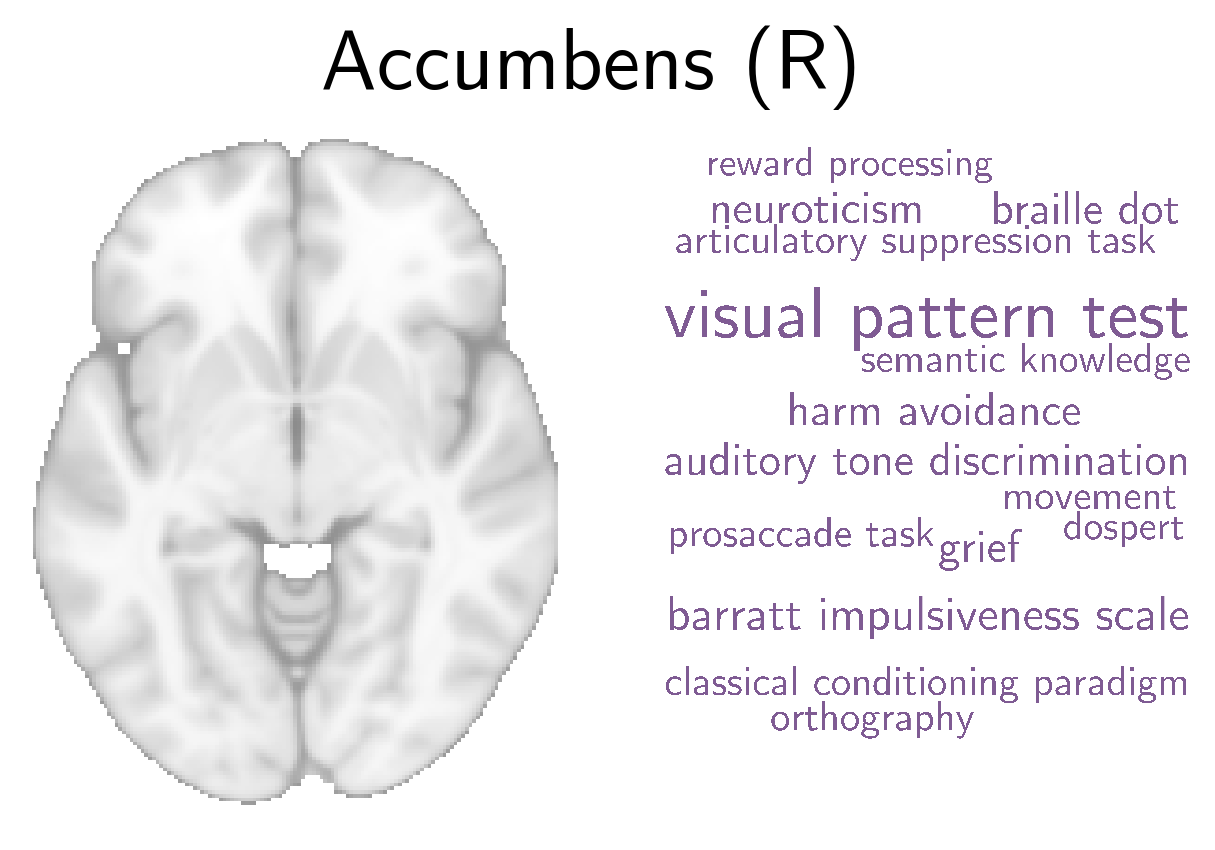 Accumbens (R)
reward processing
neuroticism braille dot
articulatory suppression task
visual pattern test
semantic knowledge
harm avoidance
auditory tone discrimination
movement
prosaccade task grief dospert
barratt impulsiveness scale
classical conditioning paradigm
orthography